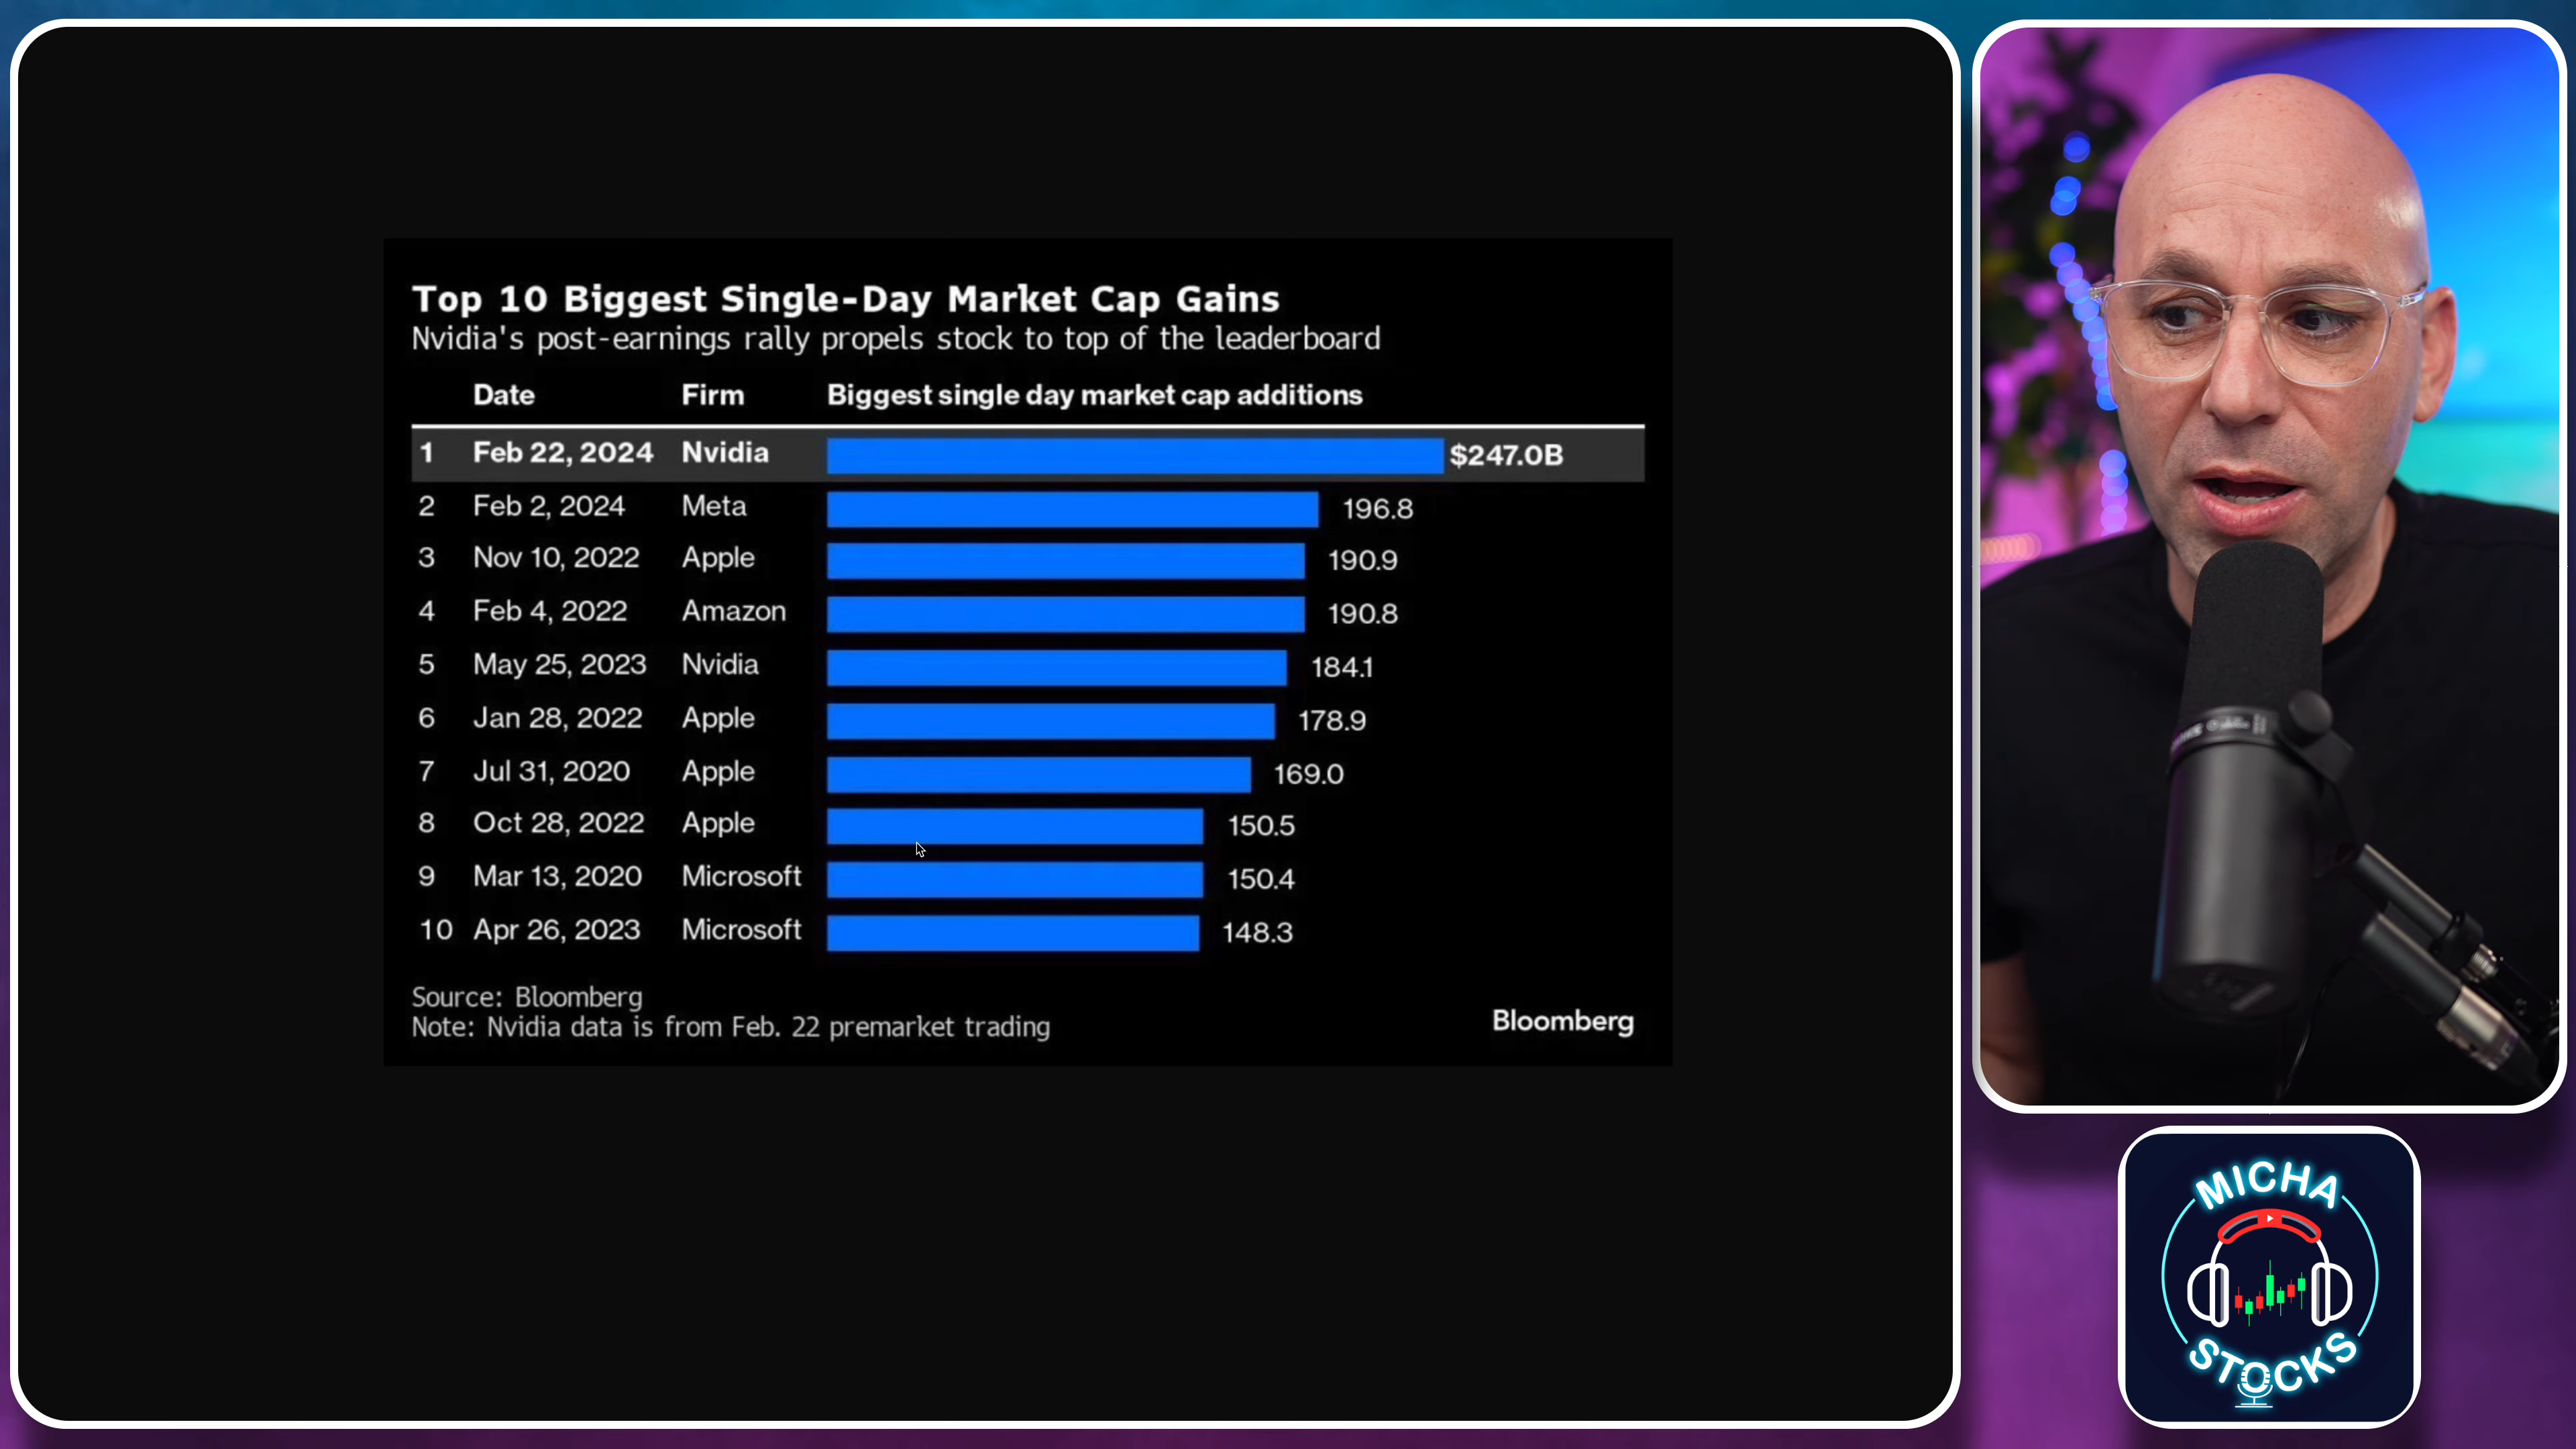 Top 10 Biggest Single-Day Market Cap Gains
Nvidia's post-earnings rally propels stock to top of the leaderboard
Date Firm Biggest single day market cap additions
1 Feb 22, 2024 Nvidia $247.0B
2 Feb 2, 2024 Meta 196.8
3 Nov 10, 2022 Apple 190.9
4 Feb 4, 2022 Amazon 190.8
5 May 25, 2023 Nvidia 184.1
6 Jan 28, 2022 Apple 178.9
7 Jul 31, 2020 Apple 169.0
8 Oct 28, 2022 Apple 150.5
9 Mar 13, 2020 Microsoft 150.4
10 Apr 26, 2023 Microsoft 148.3
Source: Bloomberg
Note: Nvidia data is from Feb. 22 premarket trading
Bloomberg
MICHA
STOCKS